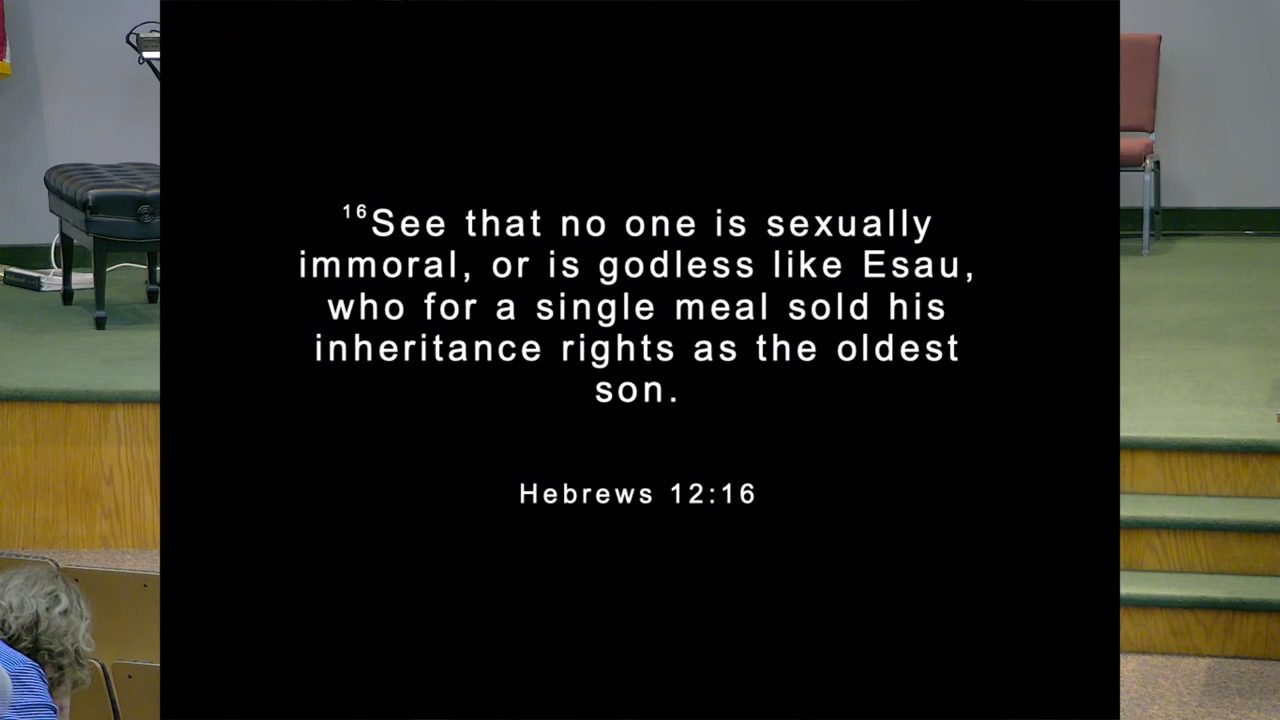 16See that no one is sexually
immoral, or is godless like Esau,
who for a single meal sold his
inheritance rights as the oldest
son.
Hebrews 12:16